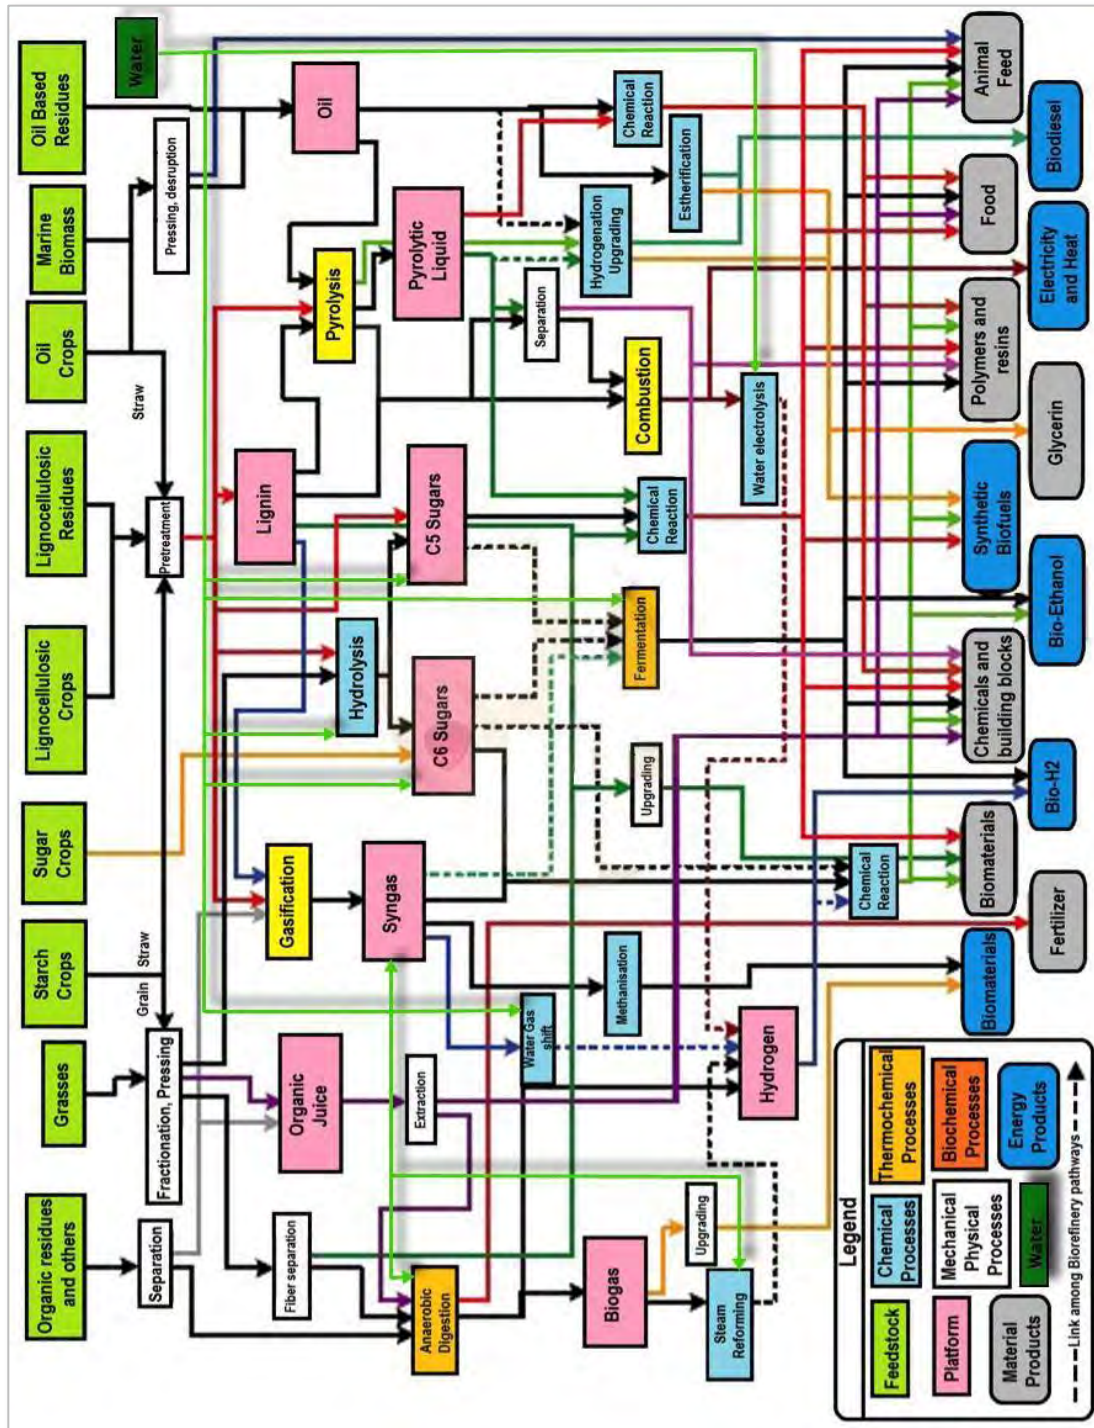 Organic residues
and others
Grasses
Starch
Crops
Sugar
Crops
Lignocellulosic
Crops
Lignocellulosic
Residues
Oil
Crops
Marine
Biomass
Oil Based
Residues
Water
Grain
Straw
Straw
Separation
Fractionation, Pressing
Pretreatment
Pressing, desruption
Fiber separation
Organic
Juice
Gasification
Hydrolysis
Lignin
Pyrolysis
Oil
Anaerobic
Digestion
Extraction
Syngas
C6 Sugars
C5 Sugars
Pyrolytic
Liquid
Water Gas
shift
Separation
Biogas
Methanisation
Upgrading
Fermentation
Chemical
Reaction
Combustion
Hydrogenation
Upgrading
Estherification
Chemical
Reaction
Steam
Reforming
Upgrading
Hydrogen
Water electrolysis
Chemical
Reaction
Biomaterials
Fertilizer
Biomaterials
Bio-H2
Chemicals and
building blocks
Bio-Ethanol
Synthetic
Biofuels
Glycerin
Polymers and
resins
Electricity
and Heat
Food
Biodiesel
Animal
Feed
Legend
Feedstock
Chemical
Processes
Thermochemical
Processes
Platform
Mechanical
Physical
Processes
Biochemical
Processes
Material
Products
Water
Energy
Products
Link among Biorefinery pathways